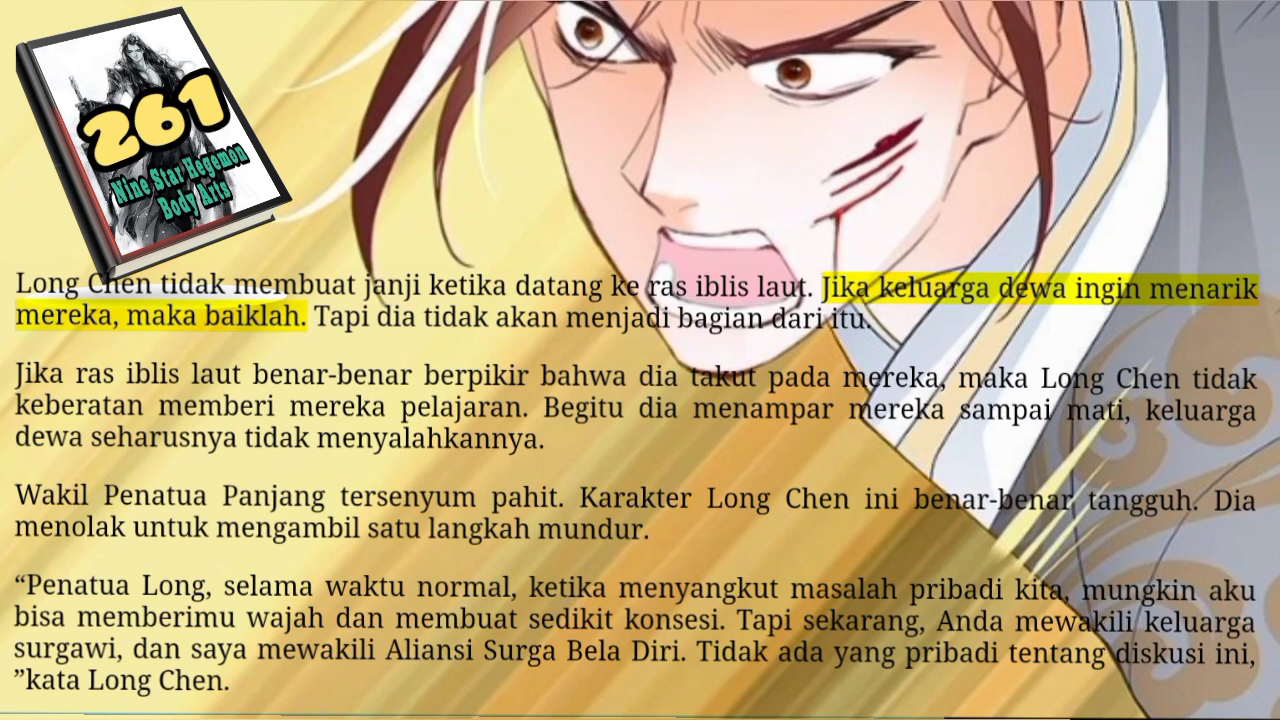 261
Nine Star Hegemon
Body Arts
Long Chen tidak membuat janji ketika datang ke ras iblis laut. Jika keluarga dewa ingin menarik
mereka, maka baiklah. Tapi dia tidak akan menjadi bagian dari itu.
Jika ras iblis laut benar-benar berpikir bahwa dia takut pada mereka, maka Long Chen tidak
keberatan memberi mereka pelajaran. Begitu dia menampar mereka sampai mati, keluarga
dewa seharusnya tidak menyalahkannya.
Wakil Penatua Panjang tersenyum pahit. Karakter Long Chen ini benar-benar tangguh. Dia
menolak untuk mengambil satu langkah mundur.
“Penatua Long, selama waktu normal, ketika menyangkut masalah pribadi kita, mungkin aku
bisa memberimu wajah dan membuat sedikit konsesi. Tapi sekarang, Anda mewakili keluarga
surgawi, dan saya mewakili Aliansi Surga Bela Diri. Tidak ada yang pribadi tentang diskusi ini,
”kata Long Chen.